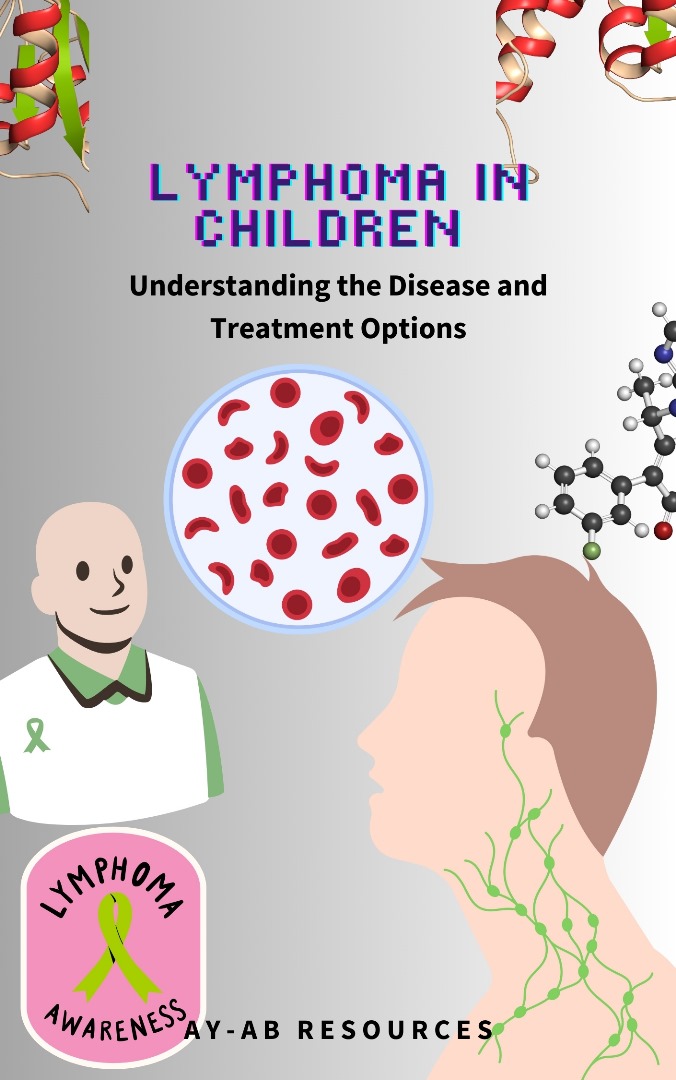 LYMPHOMA IN
CHILDREN
Understanding the Disease and
Treatment Options
LYMPHOMA
AWARENESS
AY-AB RESOURCES